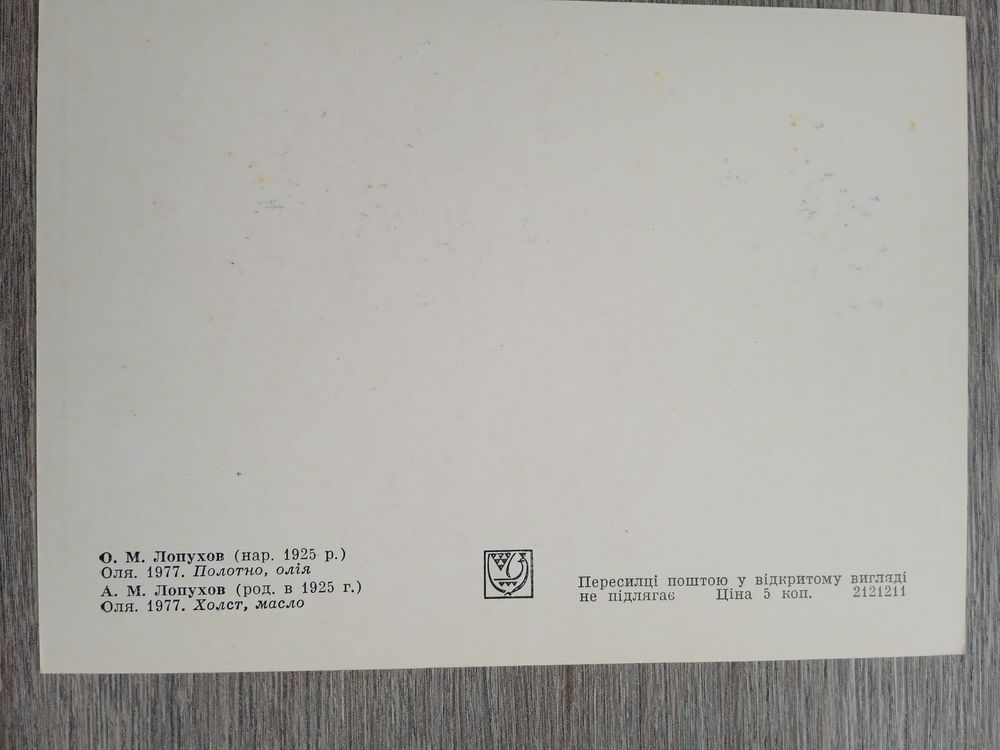 О. М. Лопухов (нар. 1925 р.)
Оля. 1977. Полотно, олія
А. М. Лопухов (род. в 1925 г.)
Оля. 1977. Холст, масло
Пересилці поштою у відкритому вигляді
не підлягає Ціна 5 коп. 2121211